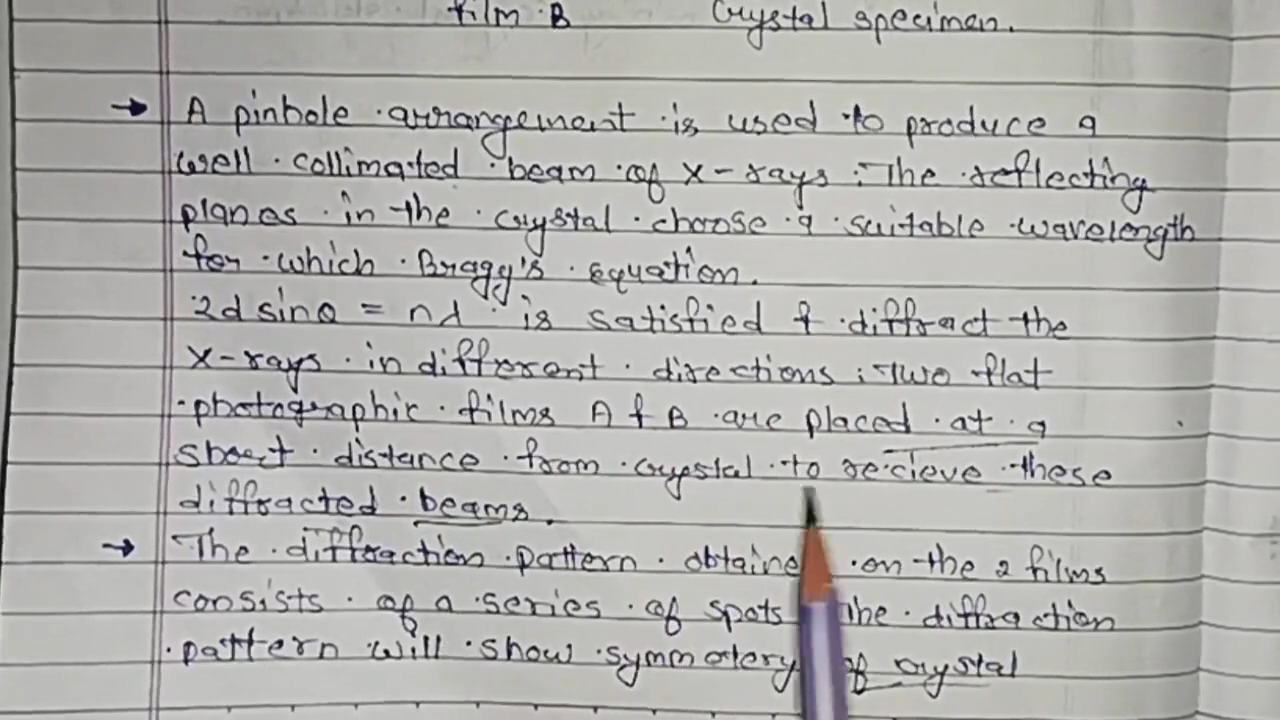 film B Crystal specimen.
→ A pinhole arrangement is used to produce a
well collimated beam of x-rays. The reflecting
planes in the crystal choose a suitable wavelength
for which Bragg's equation.
2d sinθ = nλ is satisfied & diffract the
x-rays in different directions. Two flat
photographic films A & B are placed at a
short distance from crystal to recieve these
diffracted beams.
→ The diffraction pattern obtaine on the 2 films
consists of a series of spots The diffraction
pattern will show symmetery of crystal